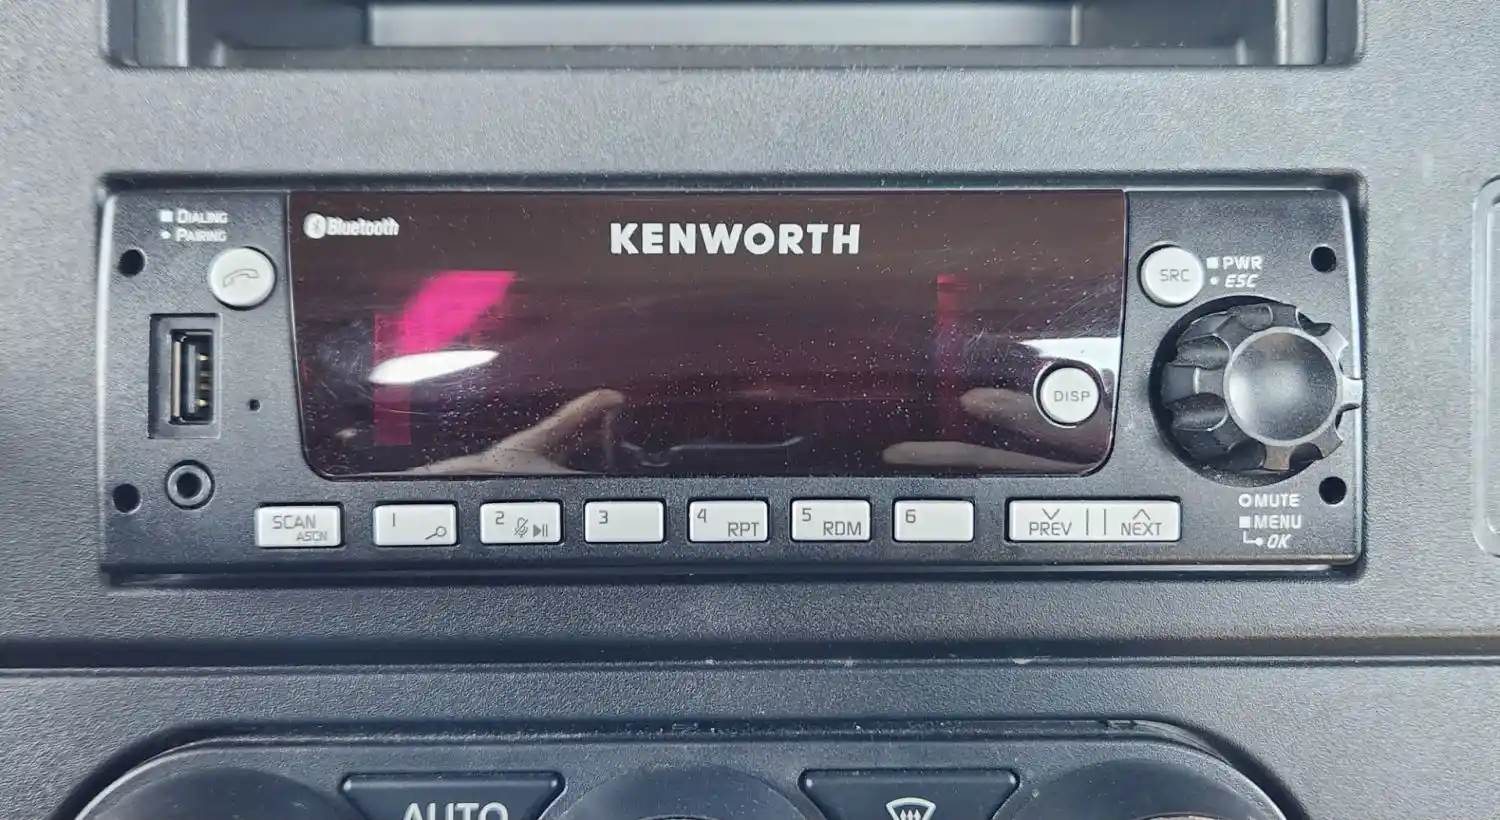 DIALING
PAIRING
Bluetooth
KENWORTH
SRC
PWR
ESC
DISP
MUTE
MENU
OK
SCAN
ASCN
1
2
3
4 RPT
5 RDM
6
PREV
NEXT
AUTO